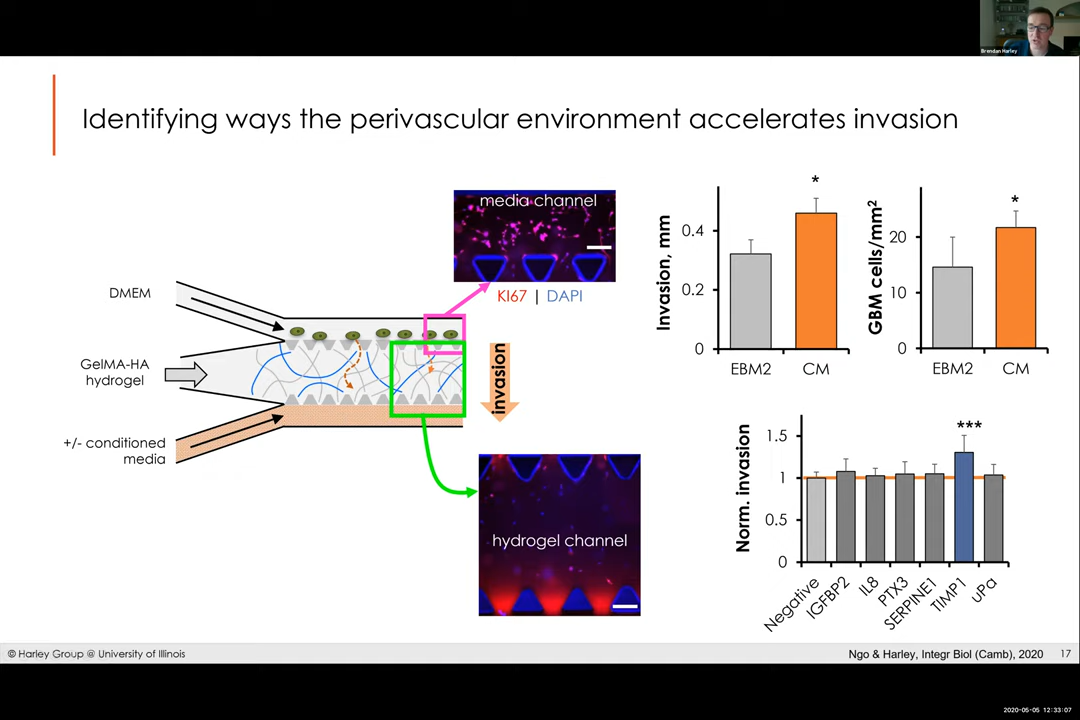 Brendan Harley
Identifying ways the perivascular environment accelerates invasion
media channel
KI67 | DAPI
DMEM
GelMA-HA
hydrogel
+/- conditioned
media
invasion
hydrogel channel
Invasion, mm
0.4
0.2
0
*
EBM2
CM
GBM cells/mm²
20
10
0
*
EBM2
CM
Norm. invasion
1.5
1
0.5
0
***
Negative
IGFBP2
IL8
PTX3
SERPINE1
TIMP1
uPa
© Harley Group @ University of Illinois
Ngo & Harley, Integr Biol (Camb), 2020
17
2020-05-05 12:33:07